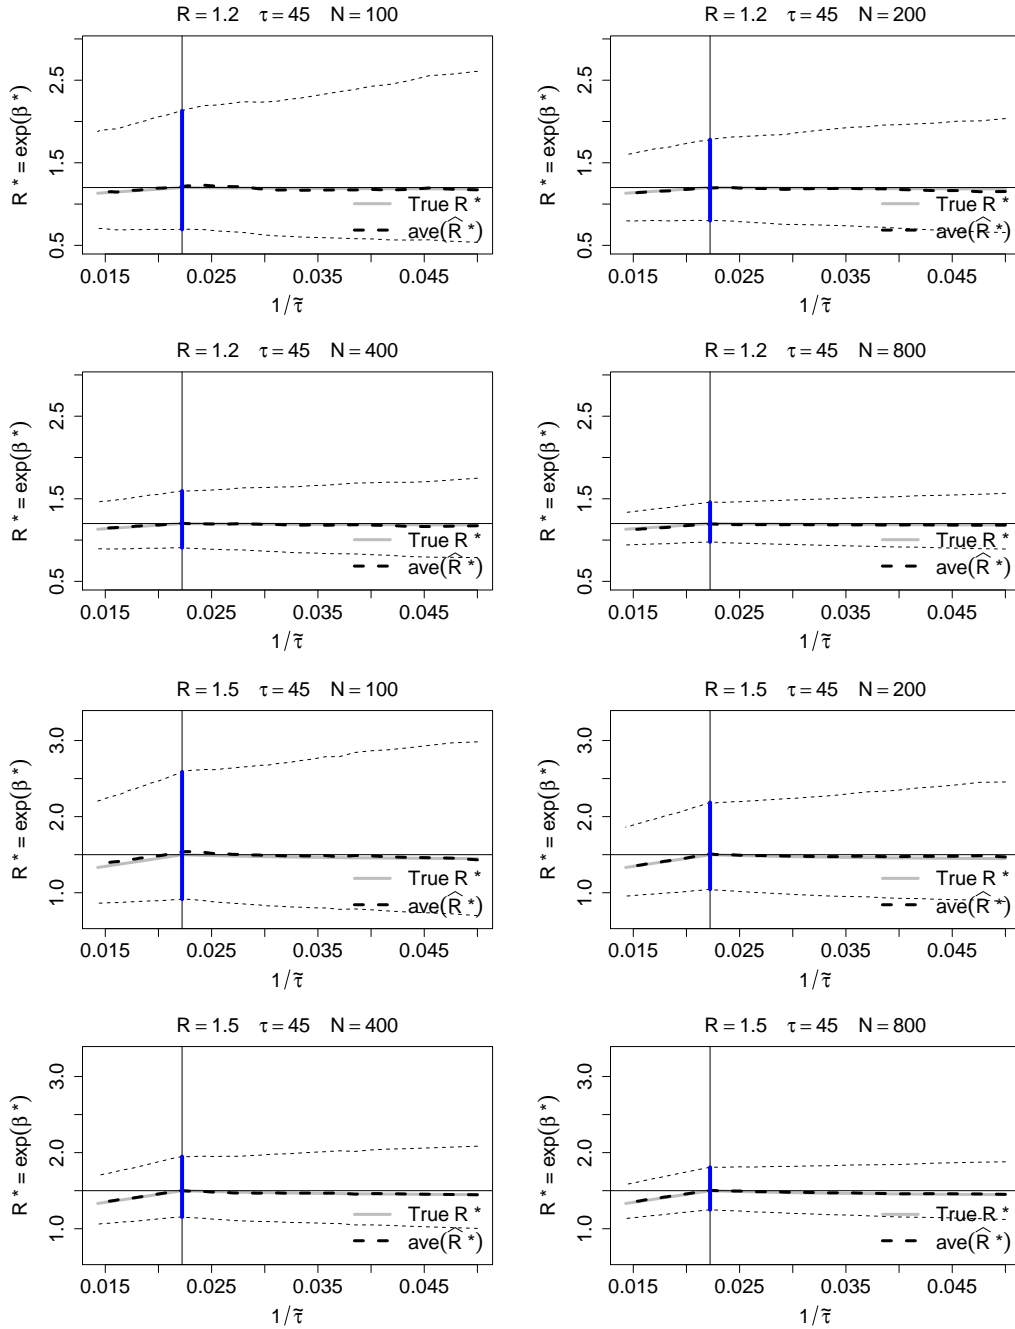 R = 1.2 τ = 45 N = 100
R * = exp(β *)
0.5 1.5 2.5
True R *
ave(R̂ *)
0.015 0.025 0.035 0.045
1/τ̃
R = 1.2 τ = 45 N = 200
R * = exp(β *)
0.5 1.5 2.5
True R *
ave(R̂ *)
0.015 0.025 0.035 0.045
1/τ̃
R = 1.2 τ = 45 N = 400
R * = exp(β *)
0.5 1.5 2.5
True R *
ave(R̂ *)
0.015 0.025 0.035 0.045
1/τ̃
R = 1.2 τ = 45 N = 800
R * = exp(β *)
0.5 1.5 2.5
True R *
ave(R̂ *)
0.015 0.025 0.035 0.045
1/τ̃
R = 1.5 τ = 45 N = 100
R * = exp(β *)
1.0 2.0 3.0
True R *
ave(R̂ *)
0.015 0.025 0.035 0.045
1/τ̃
R = 1.5 τ = 45 N = 200
R * = exp(β *)
1.0 2.0 3.0
True R *
ave(R̂ *)
0.015 0.025 0.035 0.045
1/τ̃
R = 1.5 τ = 45 N = 400
R * = exp(β *)
1.0 2.0 3.0
True R *
ave(R̂ *)
0.015 0.025 0.035 0.045
1/τ̃
R = 1.5 τ = 45 N = 800
R * = exp(β *)
1.0 2.0 3.0
True R *
ave(R̂ *)
0.015 0.025 0.035 0.045
1/τ̃